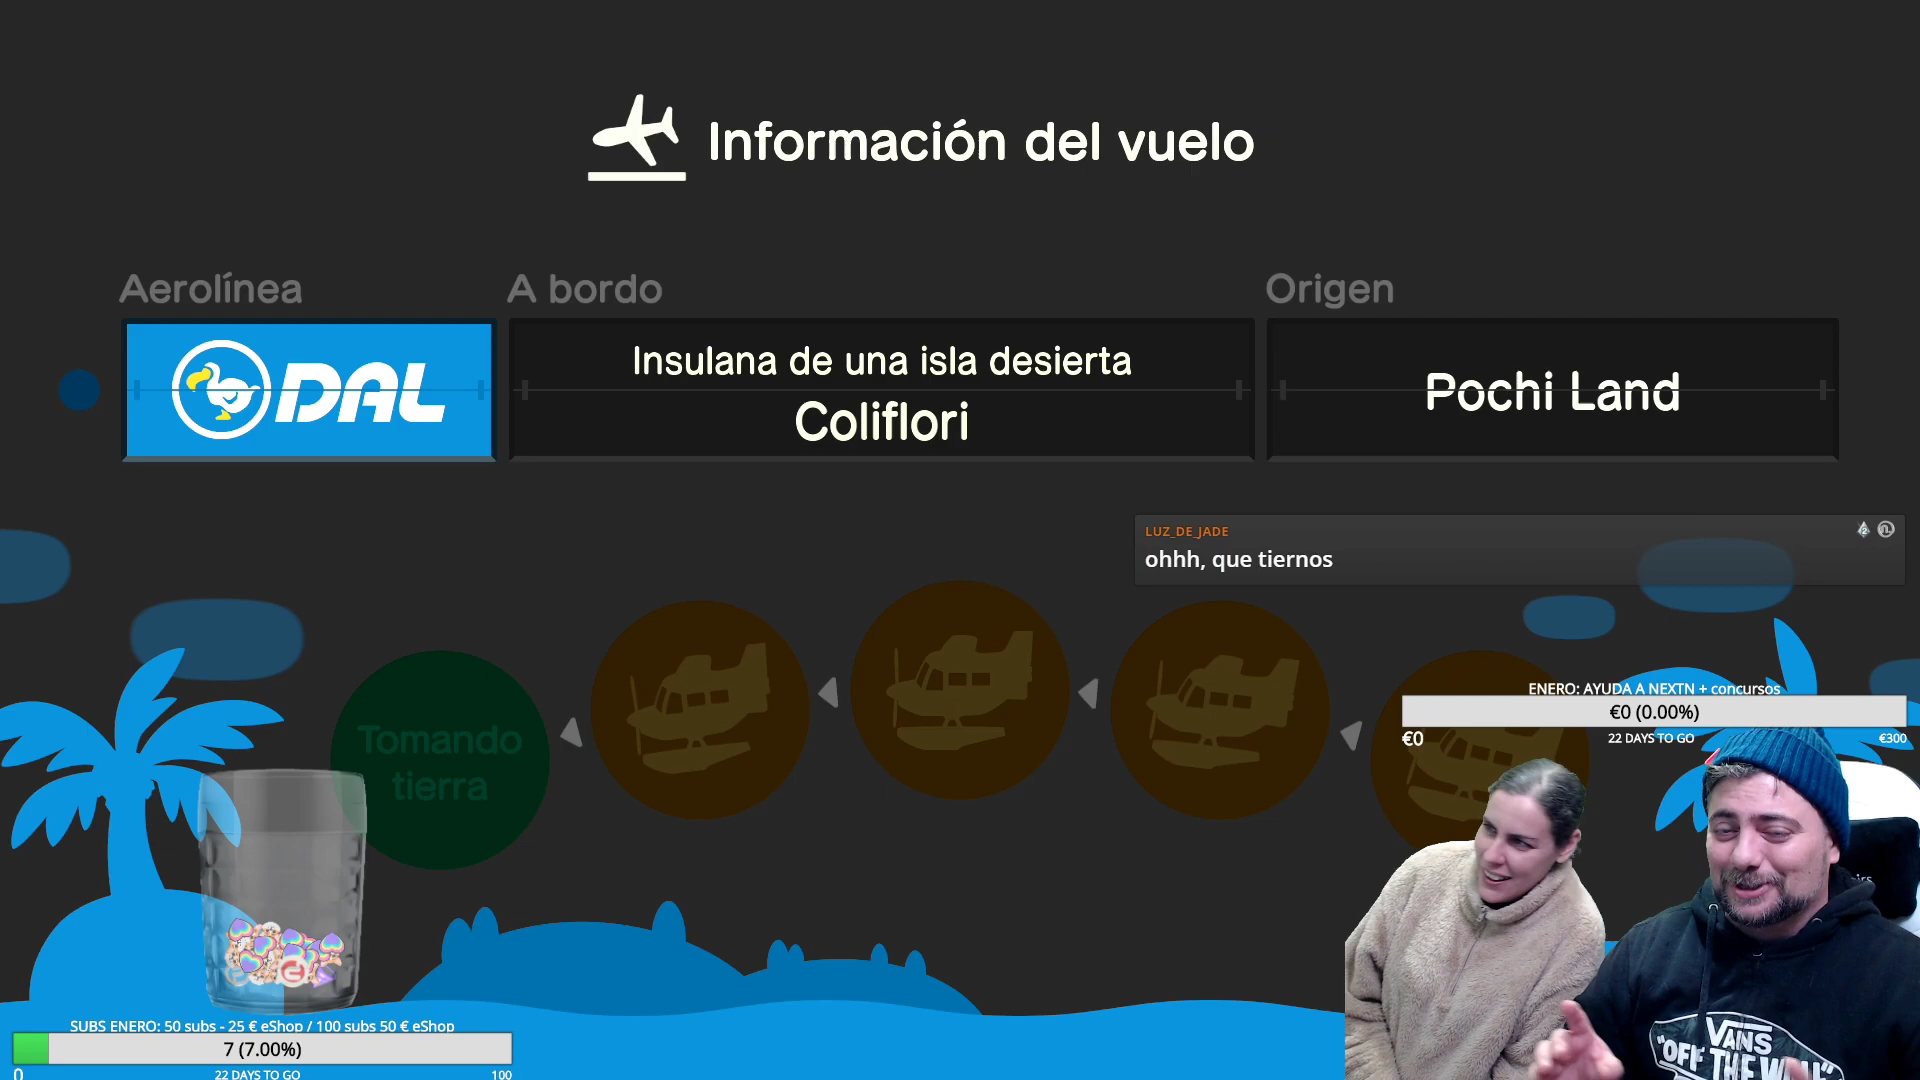 Información del vuelo
Aerolínea
A bordo
Origen
DAL
Insulana de una isla desierta
Coliflori
Pochi Land
LUZ_DE_JADE
ohhh, que tiernos
Tomando
tierra
ENERO: AYUDA A NEXTN + concursos
€0 (0.00%)
€0
22 DAYS TO GO
€300
VANS
"OFF THE WALL"
SUBS ENERO: 50 subs - 25 € eShop / 100 subs 50 € eShop
7 (7.00%)
0
22 DAYS TO GO
100